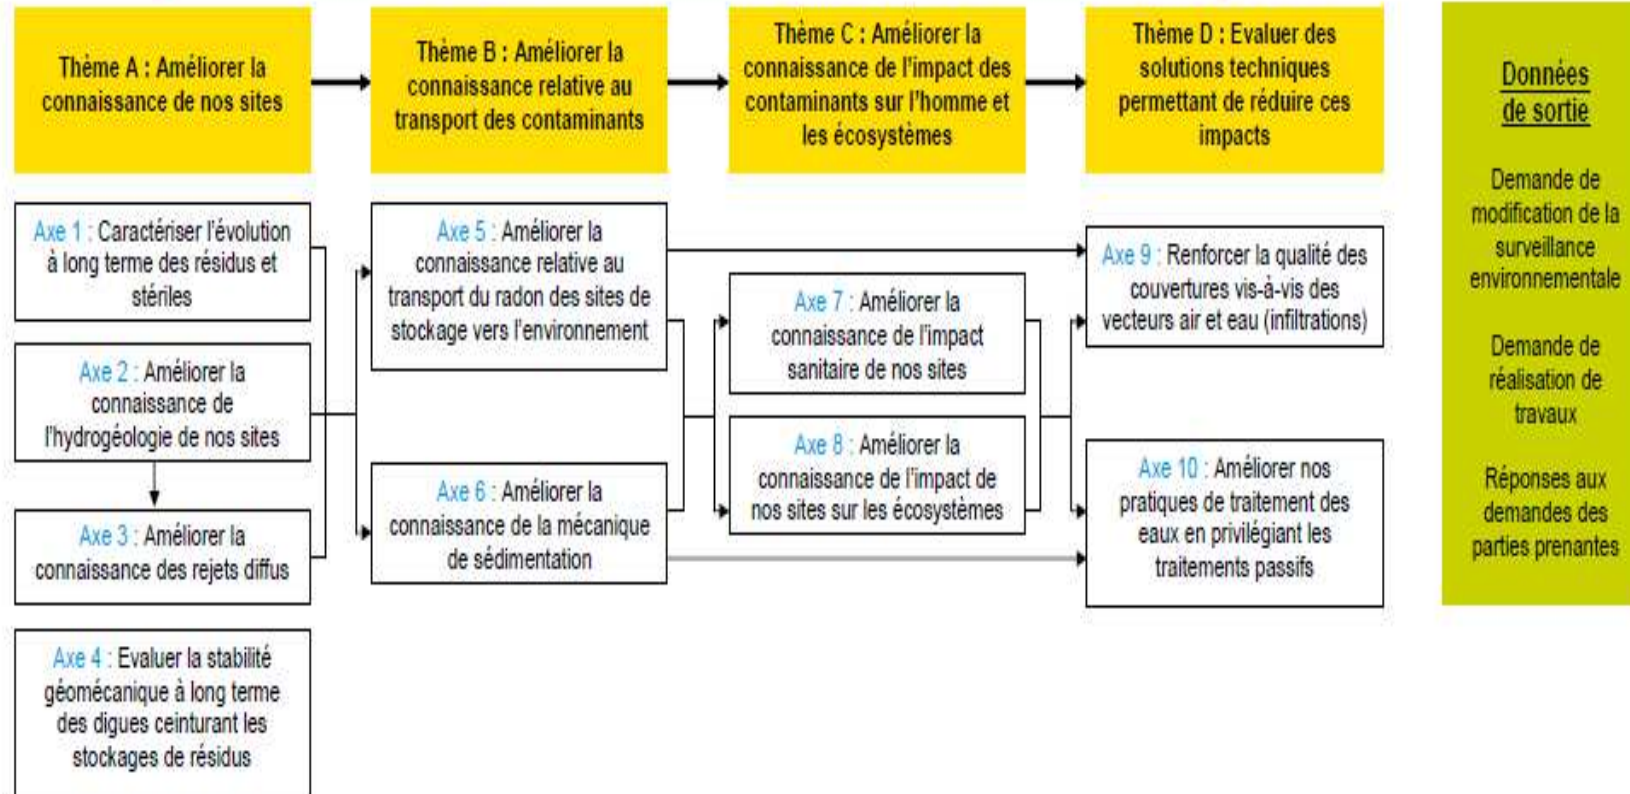 Thème A : Améliorer la
connaissance de nos sites
Thème B : Améliorer la
connaissance relative au
transport des contaminants
Thème C : Améliorer la
connaissance de l'impact des
contaminants sur l'homme et
les écosystèmes
Thème D : Evaluer des
solutions techniques
permettant de réduire ces
impacts
Axe 1 : Caractériser l'évolution
à long terme des résidus et
stériles
Axe 2 : Améliorer la
connaissance de
l'hydrogéologie de nos sites
Axe 3 : Améliorer la
connaissance des rejets diffus
Axe 4 : Evaluer la stabilité
géomécanique à long terme
des digues ceinturant les
stockages de résidus
Axe 5 : Améliorer la
connaissance relative au
transport du radon des sites de
stockage vers l'environnement
Axe 6 : Améliorer la
connaissance de la mécanique
de sédimentation
Axe 7 : Améliorer la
connaissance de l'impact
sanitaire de nos sites
Axe 8 : Améliorer la
connaissance de l'impact de
nos sites sur les écosystèmes
Axe 9 : Renforcer la qualité des
couvertures vis-à-vis des
vecteurs air et eau (infiltrations)
Axe 10 : Améliorer nos
pratiques de traitement des
eaux en privilégiant les
traitements passifs
Données
de sortie
Demande de
modification de la
surveillance
environnementale
Demande de
réalisation de
travaux
Réponses aux
demandes des
parties prenantes